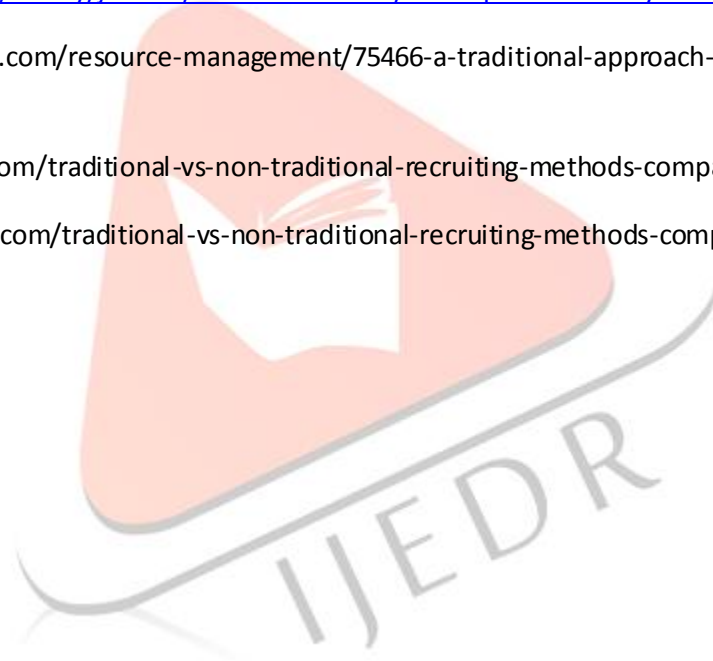 .com/resource-management/75466-a-traditional-approach-
om/traditional-vs-non-traditional-recruiting-methods-comp
com/traditional-vs-non-traditional-recruiting-methods-comp
IJEDR